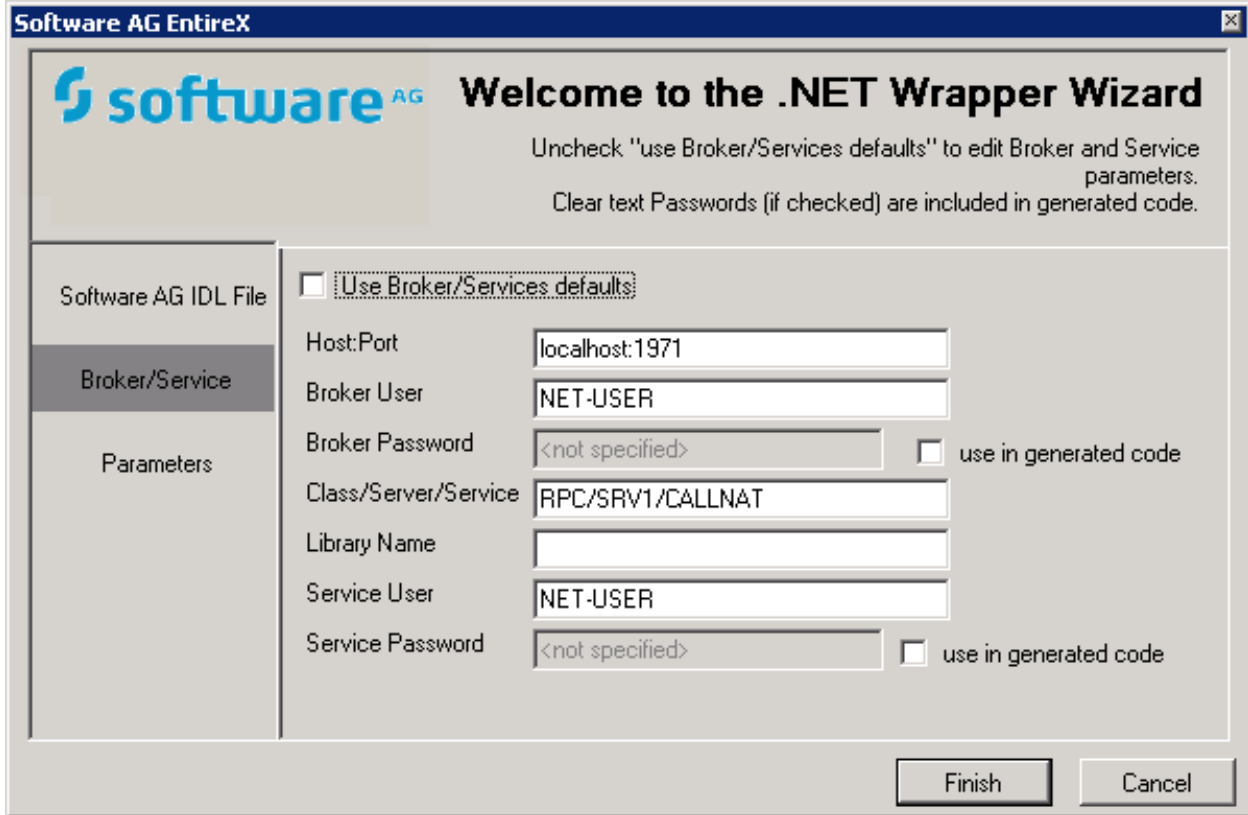 Software AG EntireX
software AG
Welcome to the .NET Wrapper Wizard
Uncheck "use Broker/Services defaults" to edit Broker and Service
parameters.
Clear text Passwords (if checked) are included in generated code.
Software AG IDL File
Broker/Service
Parameters
Use Broker/Services defaults
Host:Port localhost:1971
Broker User NET-USER
Broker Password <not specified> use in generated code
Class/Server/Service RPC/SRV1/CALLNAT
Library Name
Service User NET-USER
Service Password <not specified> use in generated code
Finish Cancel